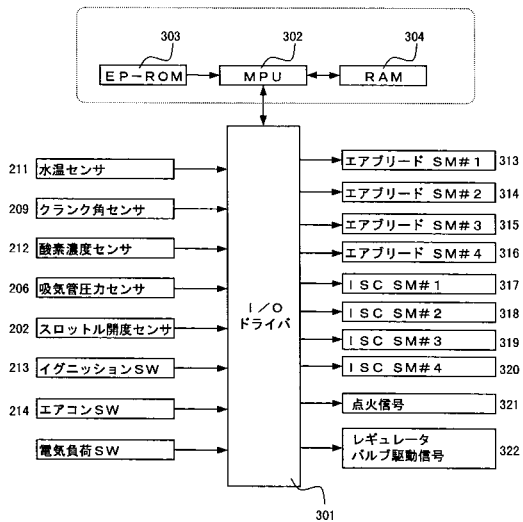 303
302
304
EP-ROM
MPU
RAM
211 水温センサ
209 クランク角センサ
212 酸素濃度センサ
206 吸気管圧力センサ
202 スロットル開度センサ
213 イグニッションSW
214 エアコンSW
電気負荷SW
I/O
ドライバ
301
エアブリード SM#1 313
エアブリード SM#2 314
エアブリード SM#3 315
エアブリード SM#4 316
ISC SM#1 317
ISC SM#2 318
ISC SM#3 319
ISC SM#4 320
点火信号 321
レギュレータ
バルブ駆動信号 322